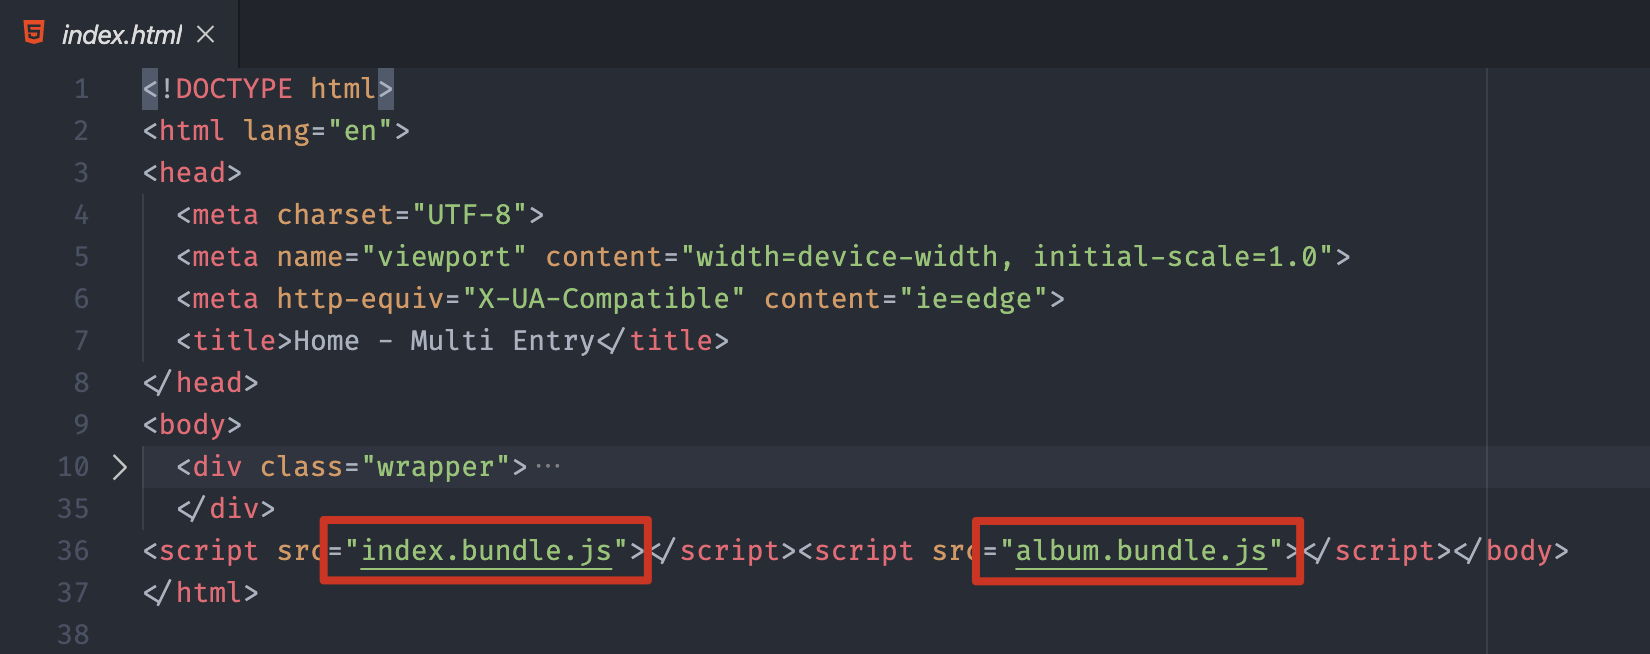 index.html
1 <!DOCTYPE html>
2 <html lang="en">
3 <head>
4 <meta charset="UTF-8">
5 <meta name="viewport" content="width=device-width, initial-scale=1.0">
6 <meta http-equiv="X-UA-Compatible" content="ie=edge">
7 <title>Home - Multi Entry</title>
8 </head>
9 <body>
10 <div class="wrapper">···
35 </div>
36 <script src="index.bundle.js"></script><script src="album.bundle.js"></script></body>
37 </html>
38